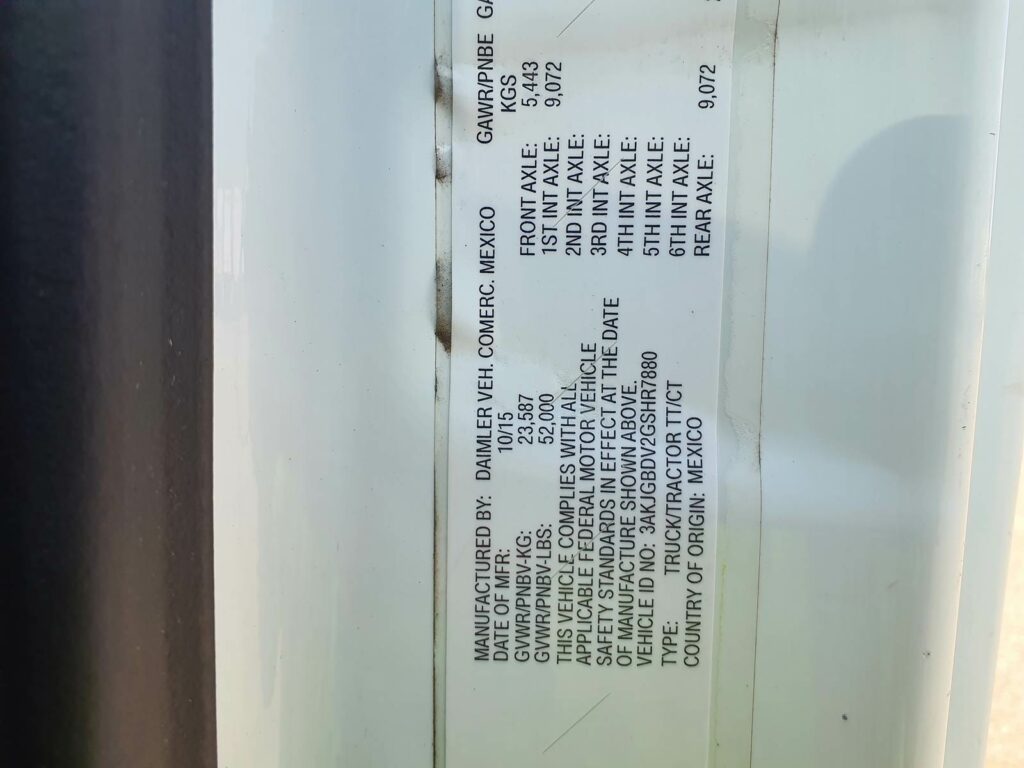 MANUFACTURED BY: DAIMLER VEH. COMERC. MEXICO GAWR/PNBE
DATE OF MFR: 10/15 KGS
GVWR/PNBV-KG: 23,587 FRONT AXLE: 5,443
GVWR/PNBV-LBS: 52,000 1ST INT AXLE: 9,072
THIS VEHICLE COMPLIES WITH ALL 2ND INT AXLE:
APPLICABLE FEDERAL MOTOR VEHICLE 3RD INT AXLE:
SAFETY STANDARDS IN EFFECT AT THE DATE 4TH INT AXLE:
OF MANUFACTURE SHOWN ABOVE. 5TH INT AXLE:
VEHICLE ID NO: 3AKJGBDV2GSHR7880 6TH INT AXLE:
TYPE: TRUCK/TRACTOR TT/CT REAR AXLE: 9,072
COUNTRY OF ORIGIN: MEXICO